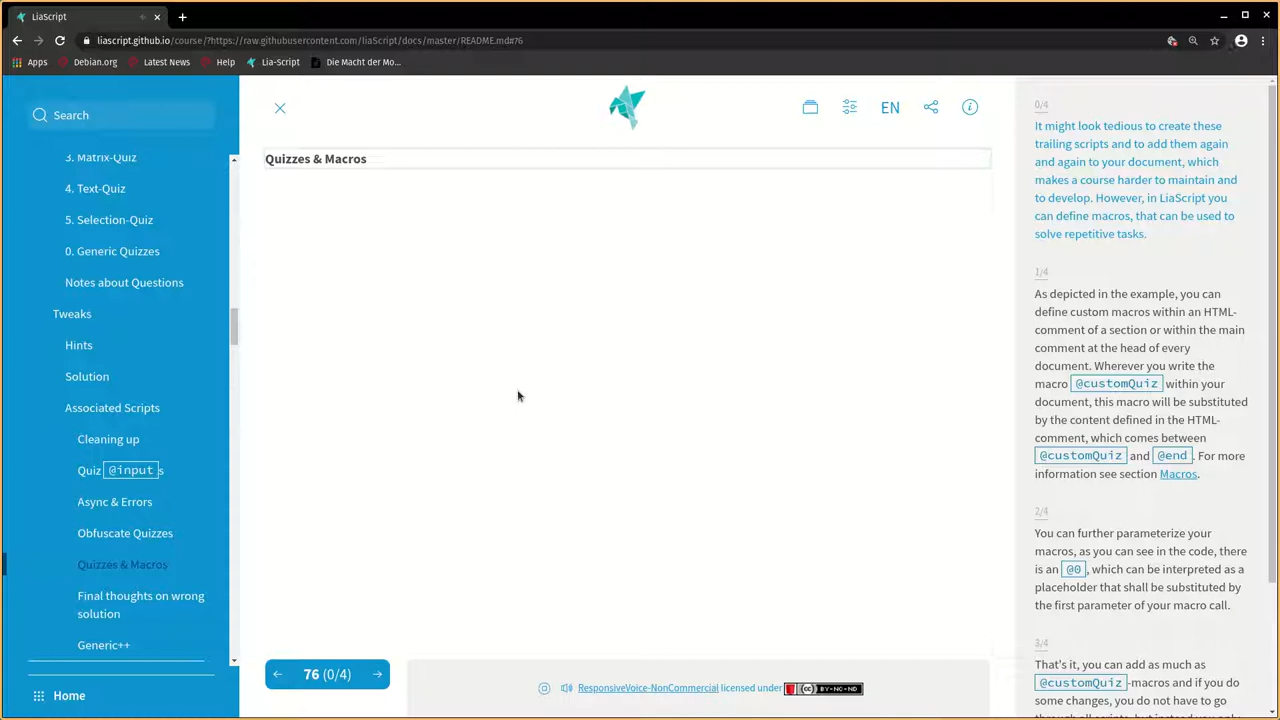 LiaScript
liascript.github.io/course/?https://raw.githubusercontent.com/liaScript/docs/master/README.md#76
Apps
Debian.org
Latest News
Help
Lia-Script
Die Macht der Mo...
Search
3. Matrix-Quiz
4. Text-Quiz
5. Selection-Quiz
0. Generic Quizzes
Notes about Questions
Tweaks
Hints
Solution
Associated Scripts
Cleaning up
Quiz @input s
Async & Errors
Obfuscate Quizzes
Quizzes & Macros
Final thoughts on wrong
solution
Generic++
Home
EN
Quizzes & Macros
76 (0/4)
ResponsiveVoice-NonCommercial licensed under
CC BY-NC-ND
0/4
It might look tedious to create these
trailing scripts and to add them again
and again to your document, which
makes a course harder to maintain and
to develop. However, in LiaScript you
can define macros, that can be used to
solve repetitive tasks.
1/4
As depicted in the example, you can
define custom macros within an HTML-
comment of a section or within the main
comment at the head of every
document. Wherever you write the
macro @customQuiz within your
document, this macro will be substituted
by the content defined in the HTML-
comment, which comes between
@customQuiz and @end. For more
information see section Macros.
2/4
You can further parameterize your
macros, as you can see in the code, there
is an @0, which can be interpreted as a
placeholder that shall be substituted by
the first parameter of your macro call.
3/4
That's it, you can add as much as
@customQuiz-macros and if you do
some changes, you do not have to